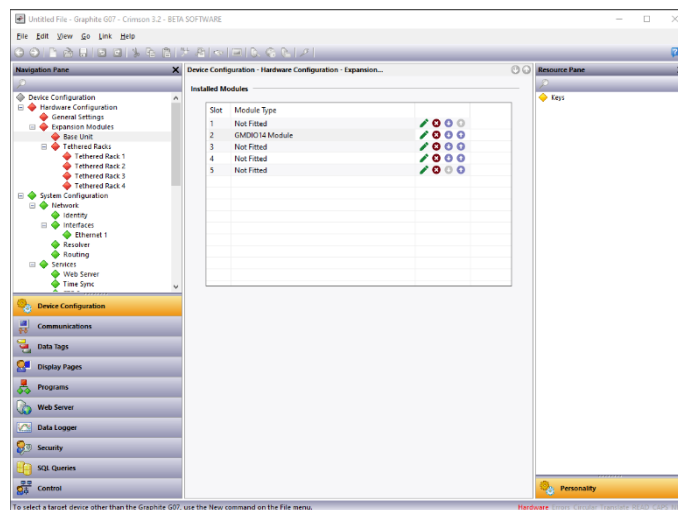 Untitled File - Graphite G07 - Crimson 3.2 - BETA SOFTWARE
File Edit View Go Link Help
Navigation Pane
Device Configuration
Hardware Configuration
General Settings
Expansion Modules
Base Unit
Tethered Racks
Tethered Rack 1
Tethered Rack 2
Tethered Rack 3
Tethered Rack 4
System Configuration
Network
Identity
Interfaces
Ethernet 1
Resolver
Routing
Services
Web Server
Time Sync
Device Configuration
Communications
Data Tags
Display Pages
Programs
Web Server
Data Logger
Security
SQL Queries
Control
Device Configuration - Hardware Configuration - Expansion...
Installed Modules
Slot Module Type
1 Not Fitted
2 GMDIO14 Module
3 Not Fitted
4 Not Fitted
5 Not Fitted
Resource Pane
Keys
Personality
To select a target device other than the Graphite G07, use the New command on the File menu.
Hardware Errors Circular Translate READ CAPS